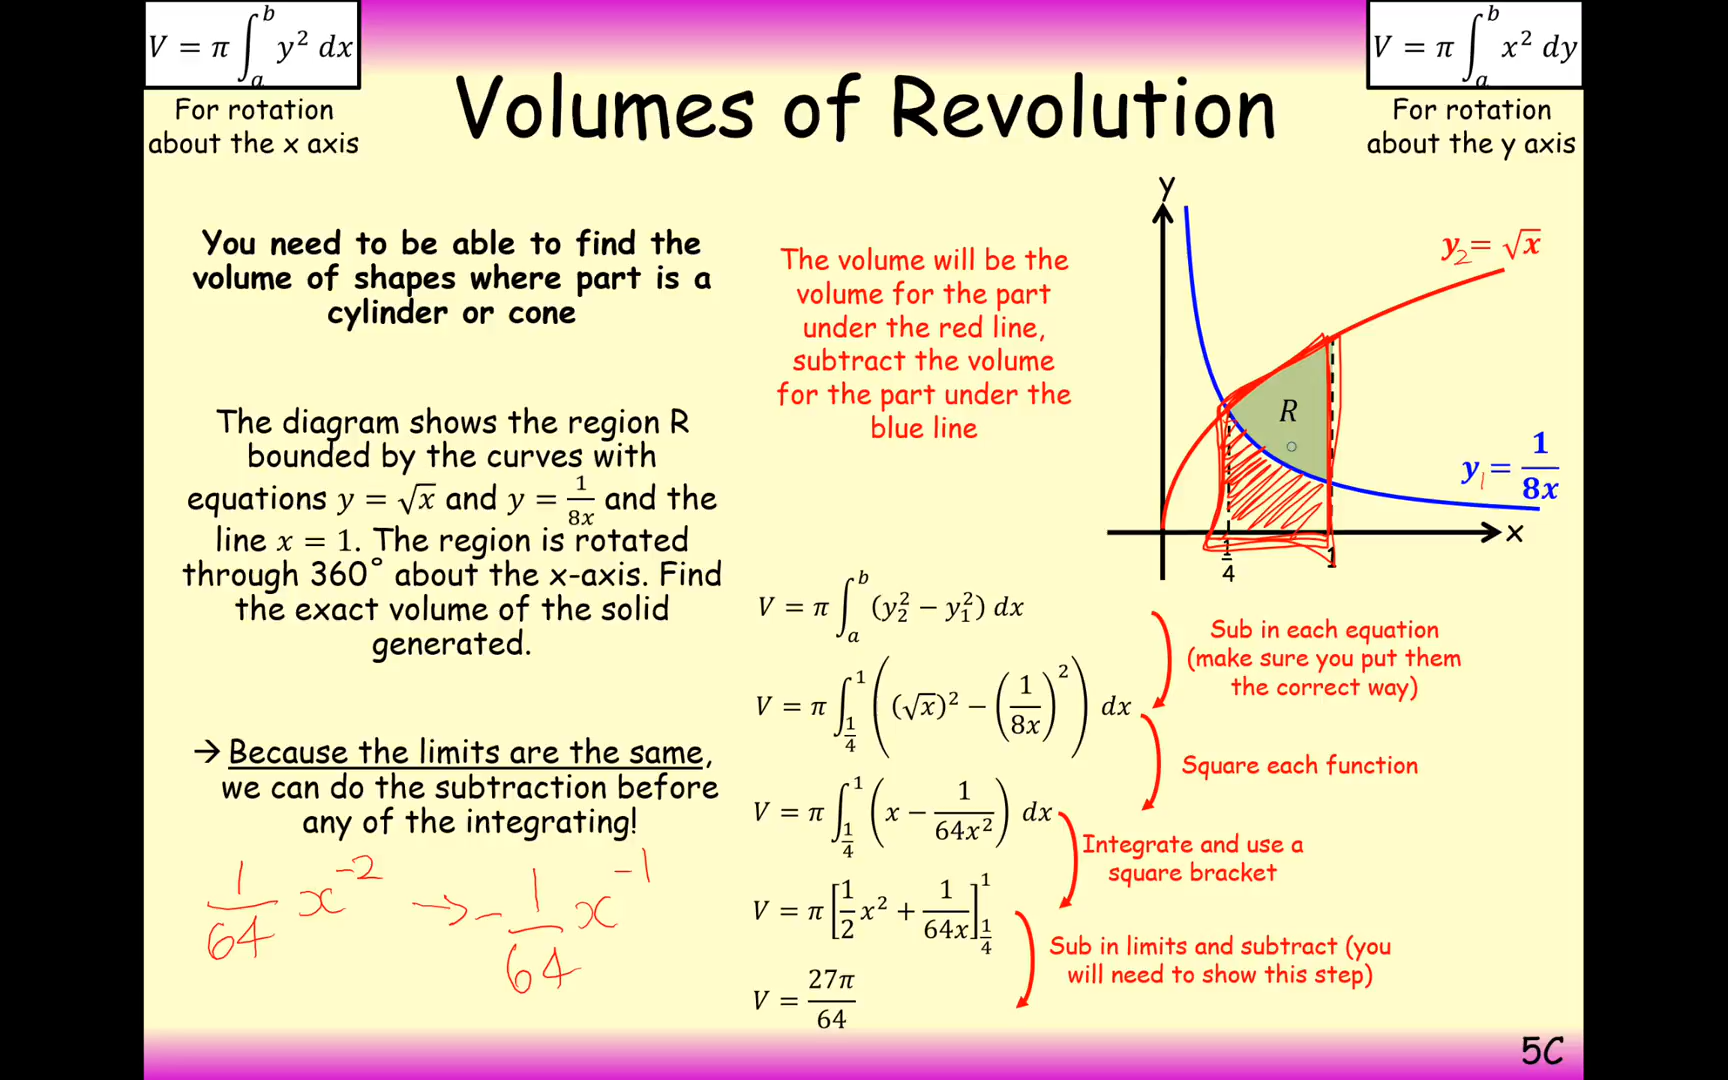 V = π ∫_a^b y² dx
For rotation
about the x axis
Volumes of Revolution
V = π ∫_a^b x² dy
For rotation
about the y axis
You need to be able to find the
volume of shapes where part is a
cylinder or cone
The diagram shows the region R
bounded by the curves with
equations y = √x and y = 1/8x and the
line x = 1. The region is rotated
through 360° about the x-axis. Find
the exact volume of the solid
generated.
→ Because the limits are the same,
we can do the subtraction before
any of the integrating!
1/64 x⁻² → -1/64 x⁻¹
The volume will be the
volume for the part
under the red line,
subtract the volume
for the part under the
blue line
y
y₂ = √x
R
y₁ = 1/8x
x
1/4
1
V = π ∫_a^b (y₂² − y₁²) dx
V = π ∫_{1/4}^1 ((√x)² − (1/8x)²) dx
V = π ∫_{1/4}^1 (x − 1/64x²) dx
V = π [1/2 x² + 1/64x]_{1/4}^1
V = 27π/64
Sub in each equation
(make sure you put them
the correct way)
Square each function
Integrate and use a
square bracket
Sub in limits and subtract (you
will need to show this step)
5C